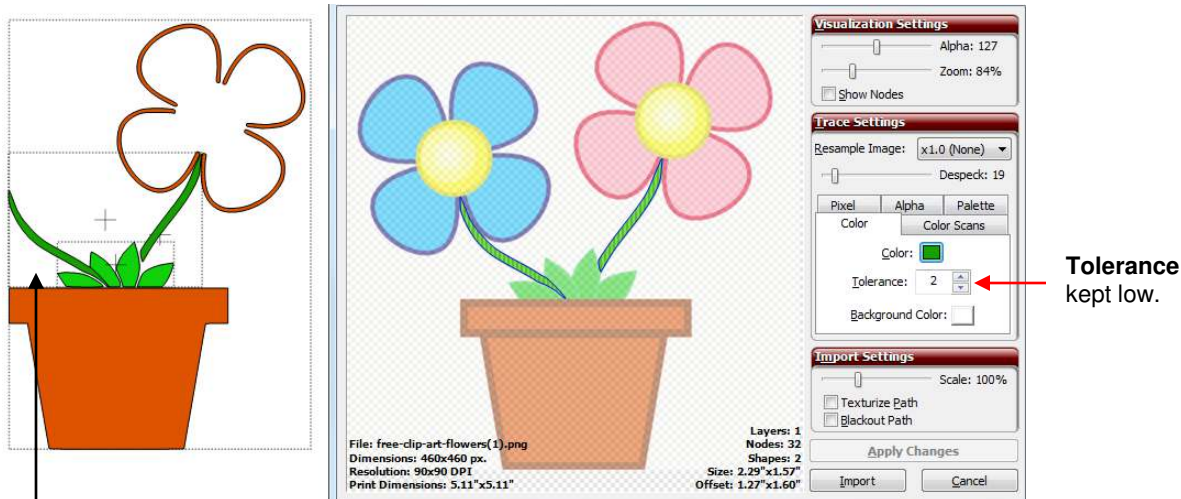 Visualization Settings
Alpha: 127
Zoom: 84%
Show Nodes
Trace Settings
Resample Image: x1.0 (None)
Despeck: 19
Pixel Alpha Palette
Color Color Scans
Color:
Tolerance: 2
Background Color:
Import Settings
Scale: 100%
Texturize Path
Blackout Path
Apply Changes
Import Cancel
File: free-clip-art-flowers(1).png
Dimensions: 460x460 px.
Resolution: 90x90 DPI
Print Dimensions: 5.11"x5.11"
Layers: 1
Nodes: 32
Shapes: 2
Size: 2.29"x1.57"
Offset: 1.27"x1.60"
Tolerance
kept low.